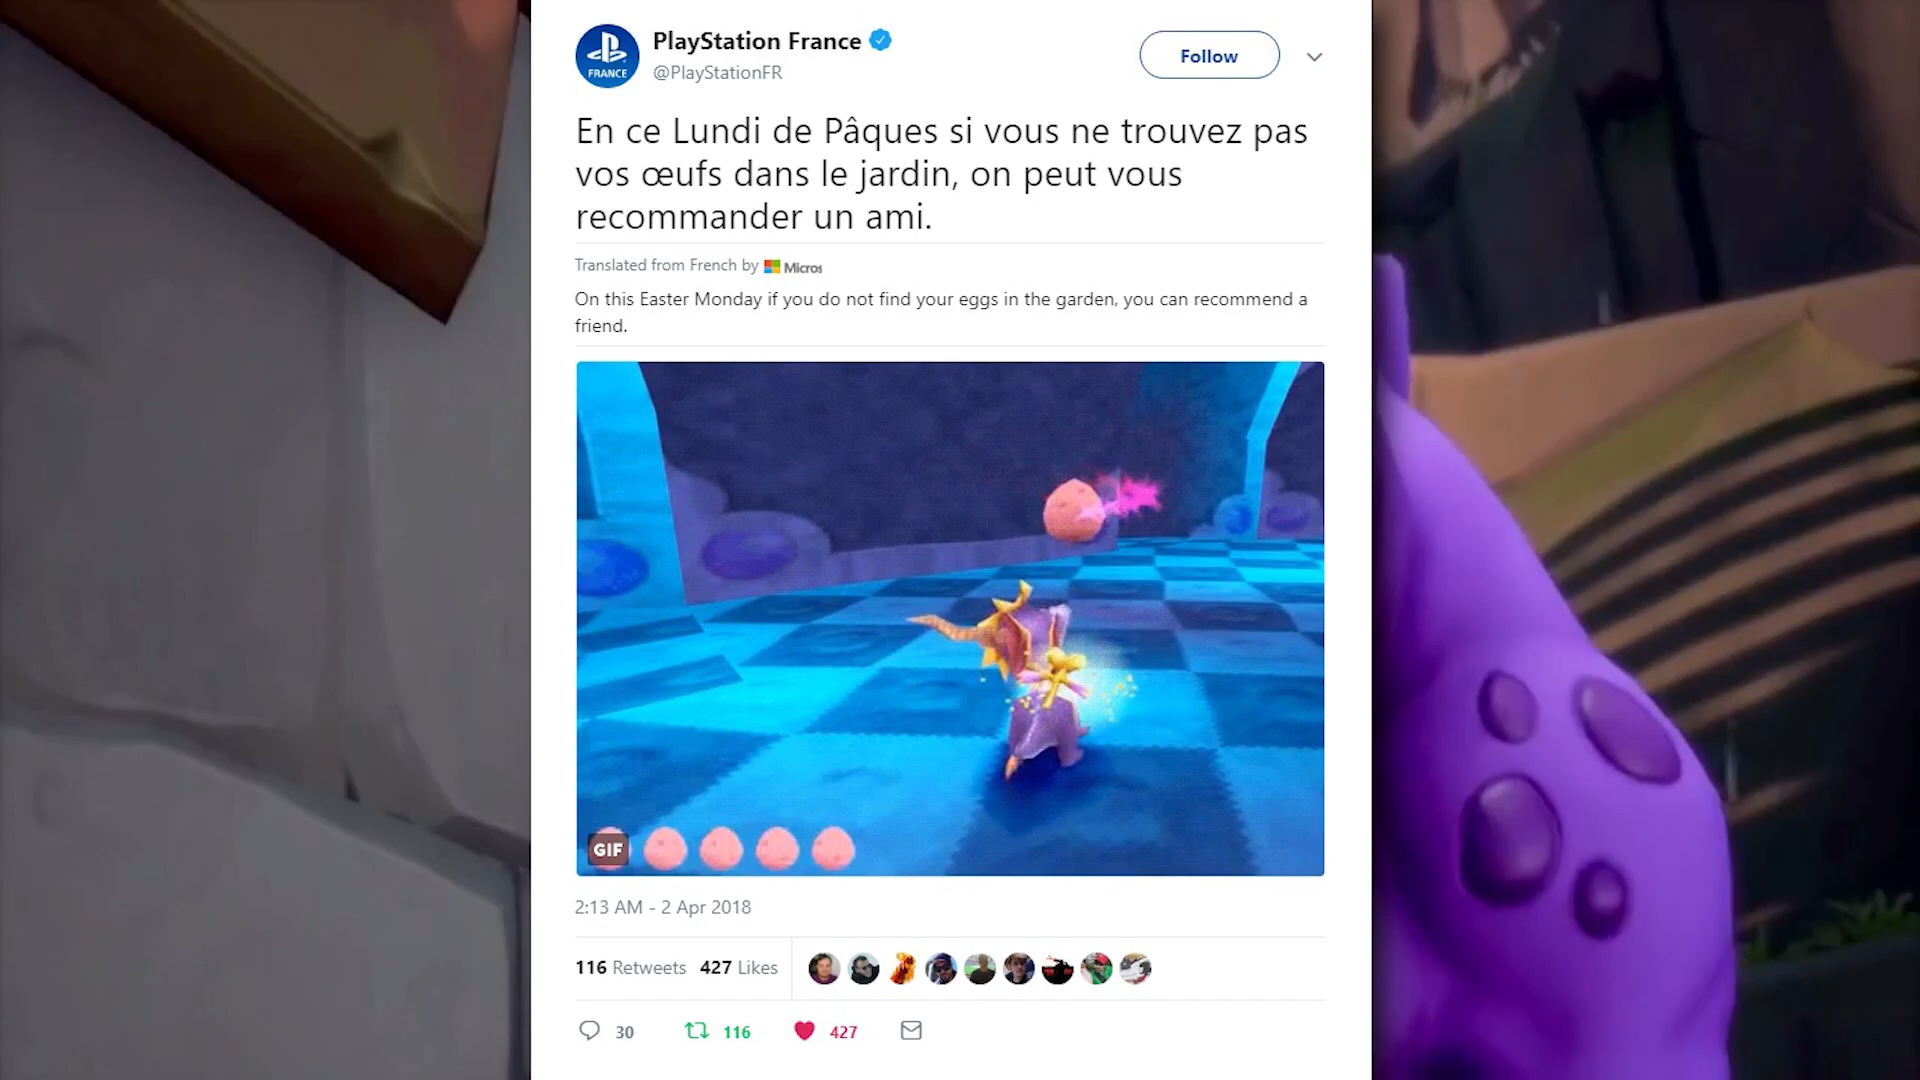 PlayStation France
FRANCE
@PlayStationFR
Follow
En ce Lundi de Pâques si vous ne trouvez pas
vos œufs dans le jardin, on peut vous
recommander un ami.
Translated from French by Micros
On this Easter Monday if you do not find your eggs in the garden, you can recommend a
friend.
GIF
2:13 AM - 2 Apr 2018
116 Retweets 427 Likes
30 116 427